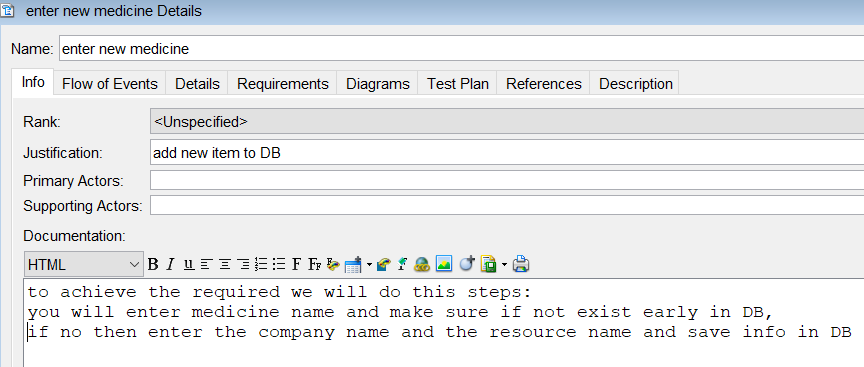 enter new medicine Details
Name: enter new medicine
Info Flow of Events Details Requirements Diagrams Test Plan References Description
Rank: <Unspecified>
Justification: add new item to DB
Primary Actors:
Supporting Actors:
Documentation:
HTML B I u F FF
to achieve the required we will do this steps:
you will enter medicine name and make sure if not exist early in DB,
if no then enter the company name and the resource name and save info in DB